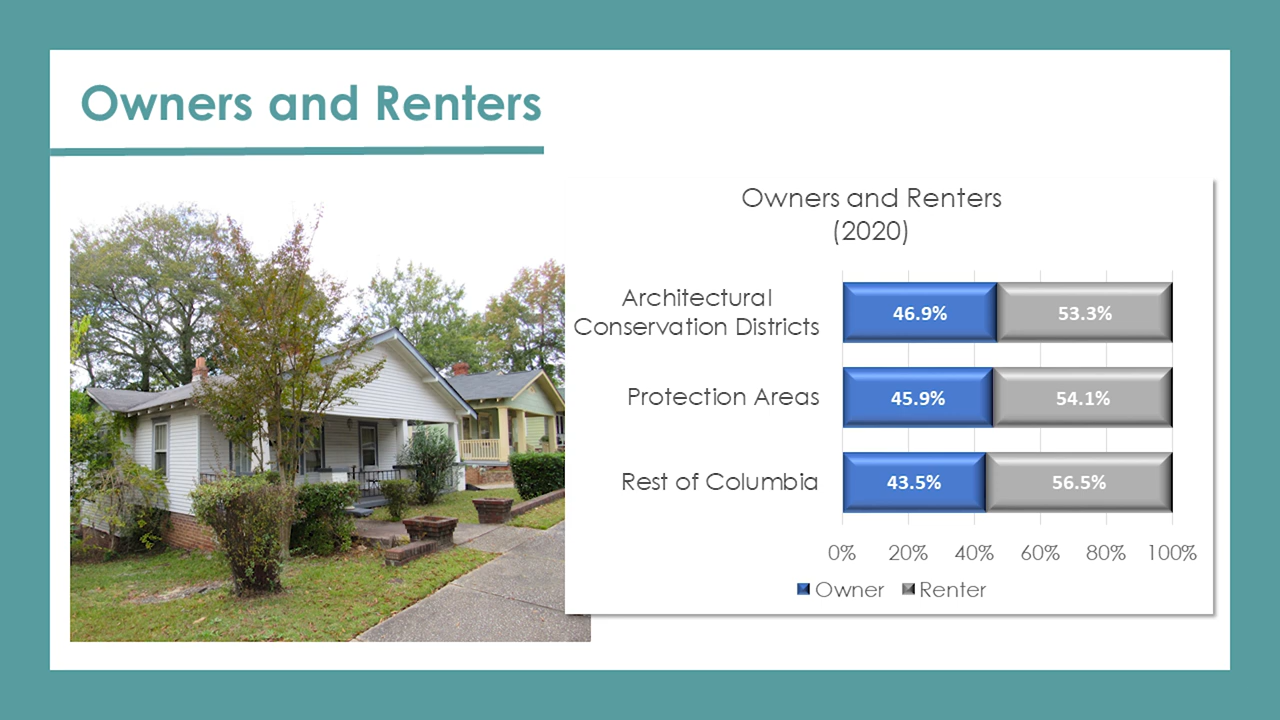 Owners and Renters
Owners and Renters
(2020)
Architectural
Conservation Districts
46.9%
53.3%
Protection Areas
45.9%
54.1%
Rest of Columbia
43.5%
56.5%
0% 20% 40% 60% 80% 100%
Owner Renter